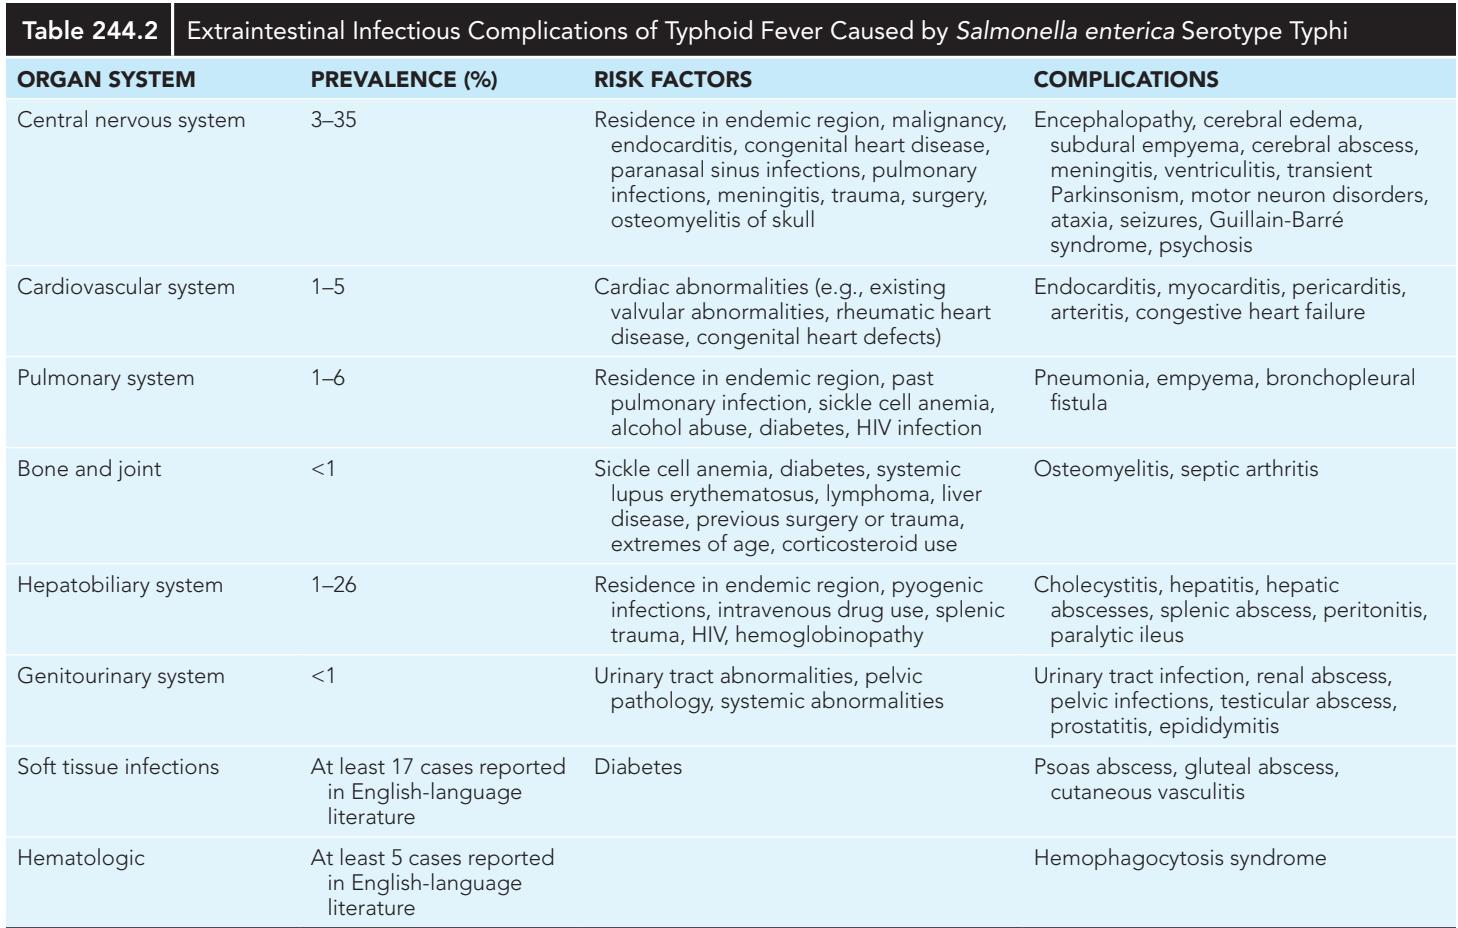 Table 244.2 Extraintestinal Infectious Complications of Typhoid Fever Caused by Salmonella enterica Serotype Typhi
ORGAN SYSTEM PREVALENCE (%) RISK FACTORS COMPLICATIONS
Central nervous system 3–35 Residence in endemic region, malignancy, Encephalopathy, cerebral edema,
endocarditis, congenital heart disease, subdural empyema, cerebral abscess,
paranasal sinus infections, pulmonary meningitis, ventriculitis, transient
infections, meningitis, trauma, surgery, Parkinsonism, motor neuron disorders,
osteomyelitis of skull ataxia, seizures, Guillain-Barré
syndrome, psychosis
Cardiovascular system 1–5 Cardiac abnormalities (e.g., existing Endocarditis, myocarditis, pericarditis,
valvular abnormalities, rheumatic heart arteritis, congestive heart failure
disease, congenital heart defects)
Pulmonary system 1–6 Residence in endemic region, past Pneumonia, empyema, bronchopleural
pulmonary infection, sickle cell anemia, fistula
alcohol abuse, diabetes, HIV infection
Bone and joint <1 Sickle cell anemia, diabetes, systemic Osteomyelitis, septic arthritis
lupus erythematosus, lymphoma, liver
disease, previous surgery or trauma,
extremes of age, corticosteroid use
Hepatobiliary system 1–26 Residence in endemic region, pyogenic Cholecystitis, hepatitis, hepatic
infections, intravenous drug use, splenic abscesses, splenic abscess, peritonitis,
trauma, HIV, hemoglobinopathy paralytic ileus
Genitourinary system <1 Urinary tract abnormalities, pelvic Urinary tract infection, renal abscess,
pathology, systemic abnormalities pelvic infections, testicular abscess,
prostatitis, epididymitis
Soft tissue infections At least 17 cases reported Diabetes Psoas abscess, gluteal abscess,
in English-language cutaneous vasculitis
literature
Hematologic At least 5 cases reported Hemophagocytosis syndrome
in English-language
literature